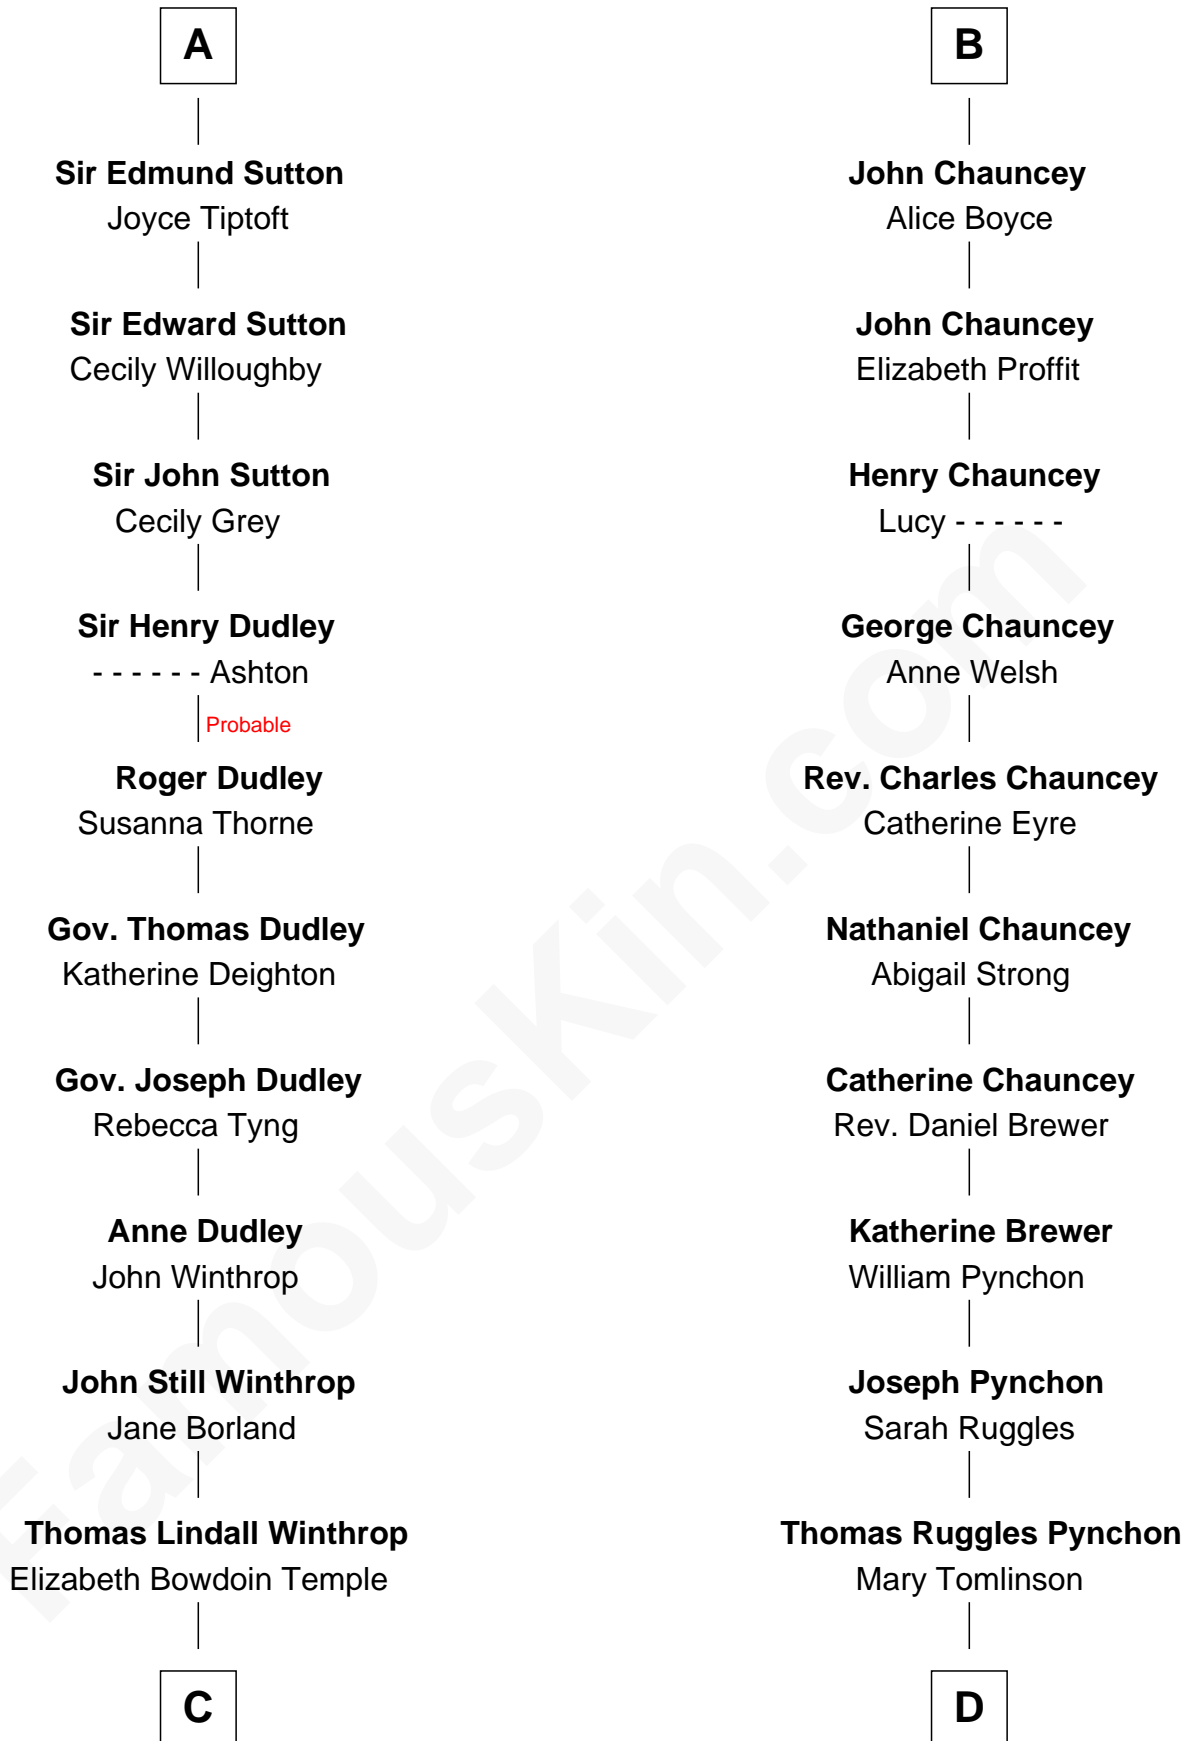 A
Sir Edmund Sutton
Joyce Tiptoft
Sir Edward Sutton
Cecily Willoughby
Sir John Sutton
Cecily Grey
Sir Henry Dudley
- - - - - - Ashton
Probable
Roger Dudley
Susanna Thorne
Gov. Thomas Dudley
Katherine Deighton
Gov. Joseph Dudley
Rebecca Tyng
Anne Dudley
John Winthrop
John Still Winthrop
Jane Borland
Thomas Lindall Winthrop
Elizabeth Bowdoin Temple
C
B
John Chauncey
Alice Boyce
John Chauncey
Elizabeth Proffit
Henry Chauncey
Lucy - - - - - -
George Chauncey
Anne Welsh
Rev. Charles Chauncey
Catherine Eyre
Nathaniel Chauncey
Abigail Strong
Catherine Chauncey
Rev. Daniel Brewer
Katherine Brewer
William Pynchon
Joseph Pynchon
Sarah Ruggles
Thomas Ruggles Pynchon
Mary Tomlinson
D
FamousKin.com